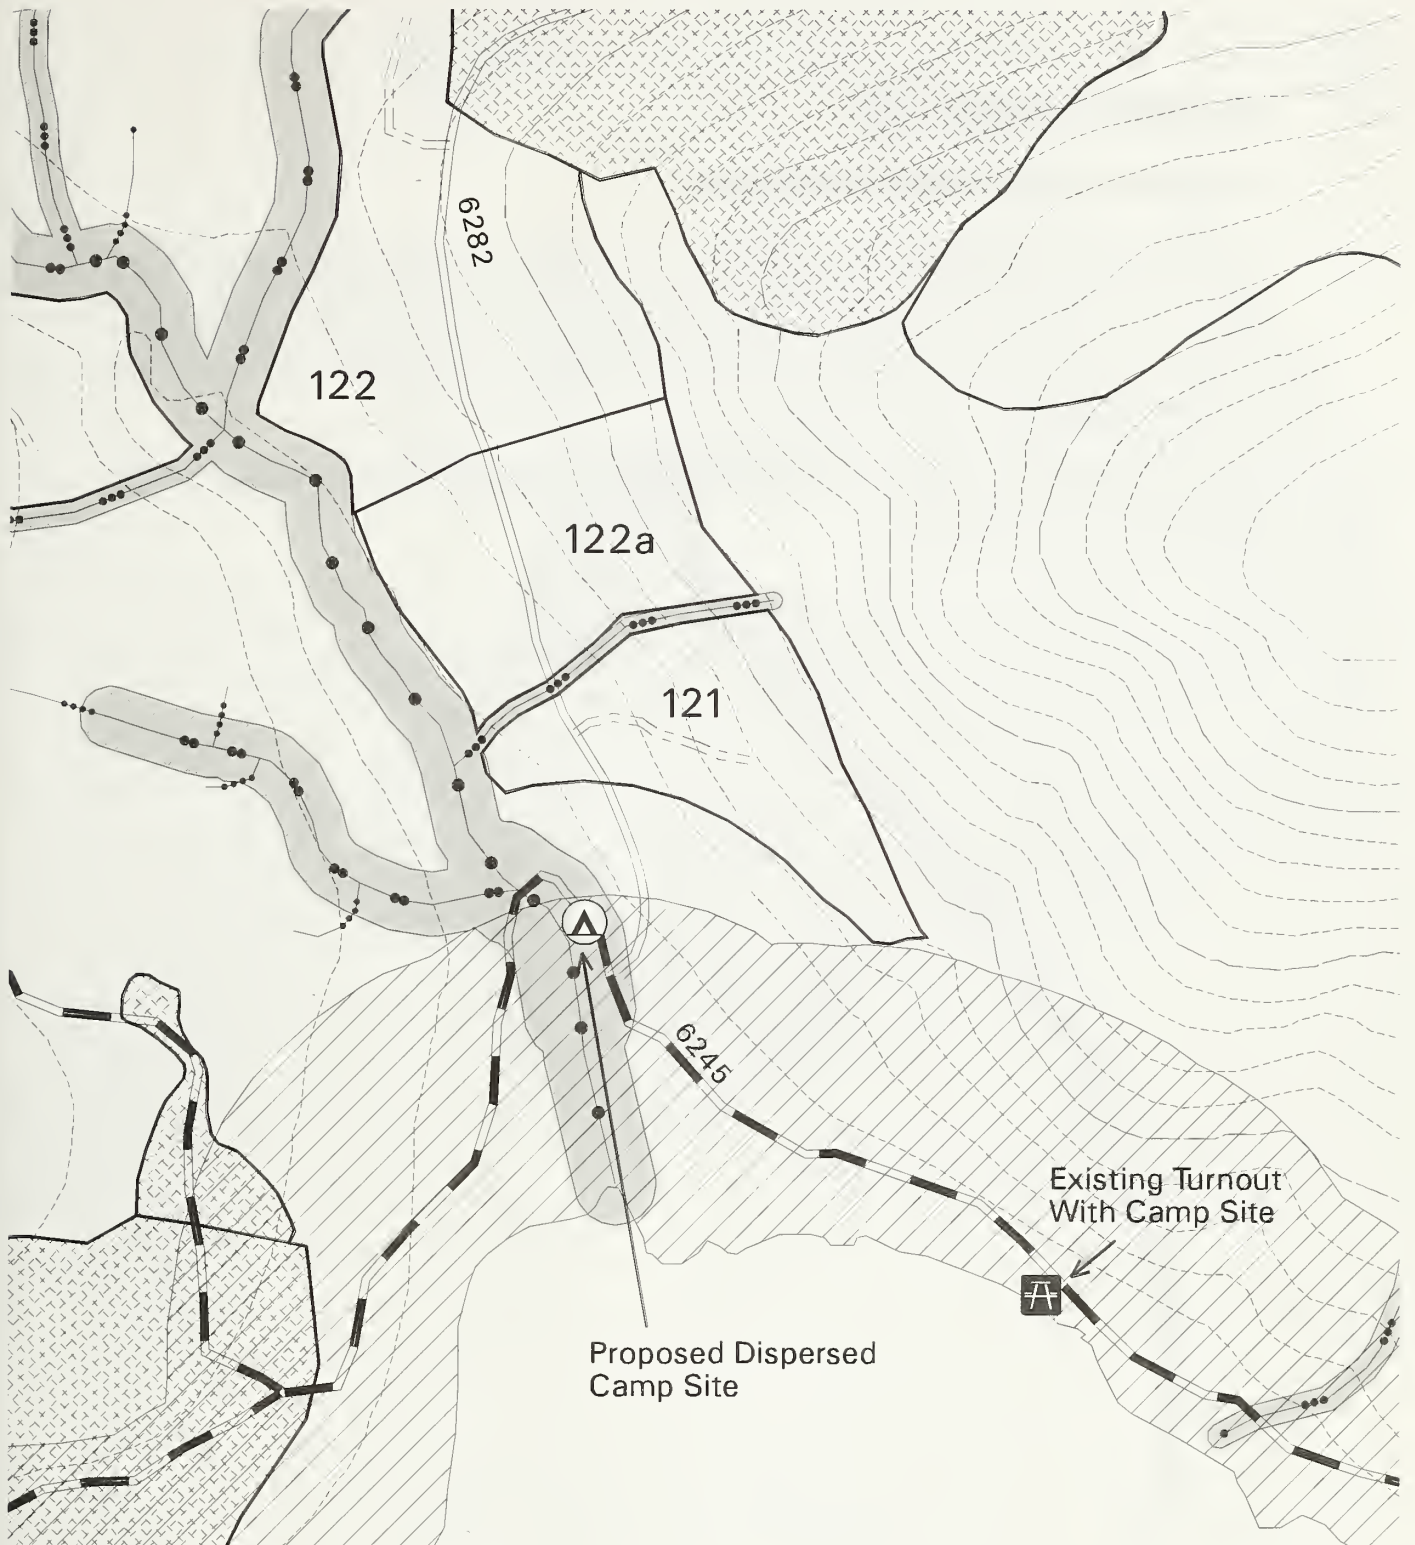 6282
122
122a
121
6245
Existing Turnout
With Camp Site
Proposed Dispersed
Camp Site